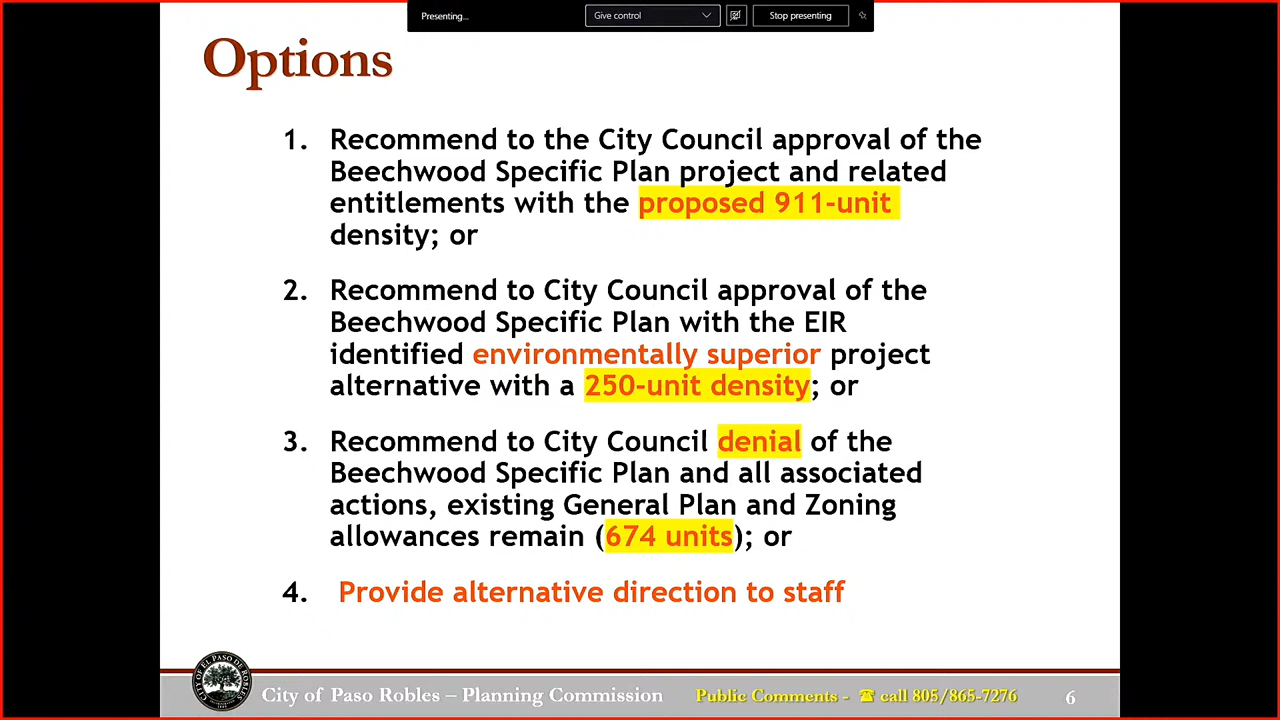 Presenting...
Give control
Stop presenting
Options
1. Recommend to the City Council approval of the
Beechwood Specific Plan project and related
entitlements with the proposed 911-unit
density; or
2. Recommend to City Council approval of the
Beechwood Specific Plan with the EIR
identified environmentally superior project
alternative with a 250-unit density; or
3. Recommend to City Council denial of the
Beechwood Specific Plan and all associated
actions, existing General Plan and Zoning
allowances remain (674 units); or
4. Provide alternative direction to staff
City of Paso Robles – Planning Commission
Public Comments - ☎ call 805/865-7276
6